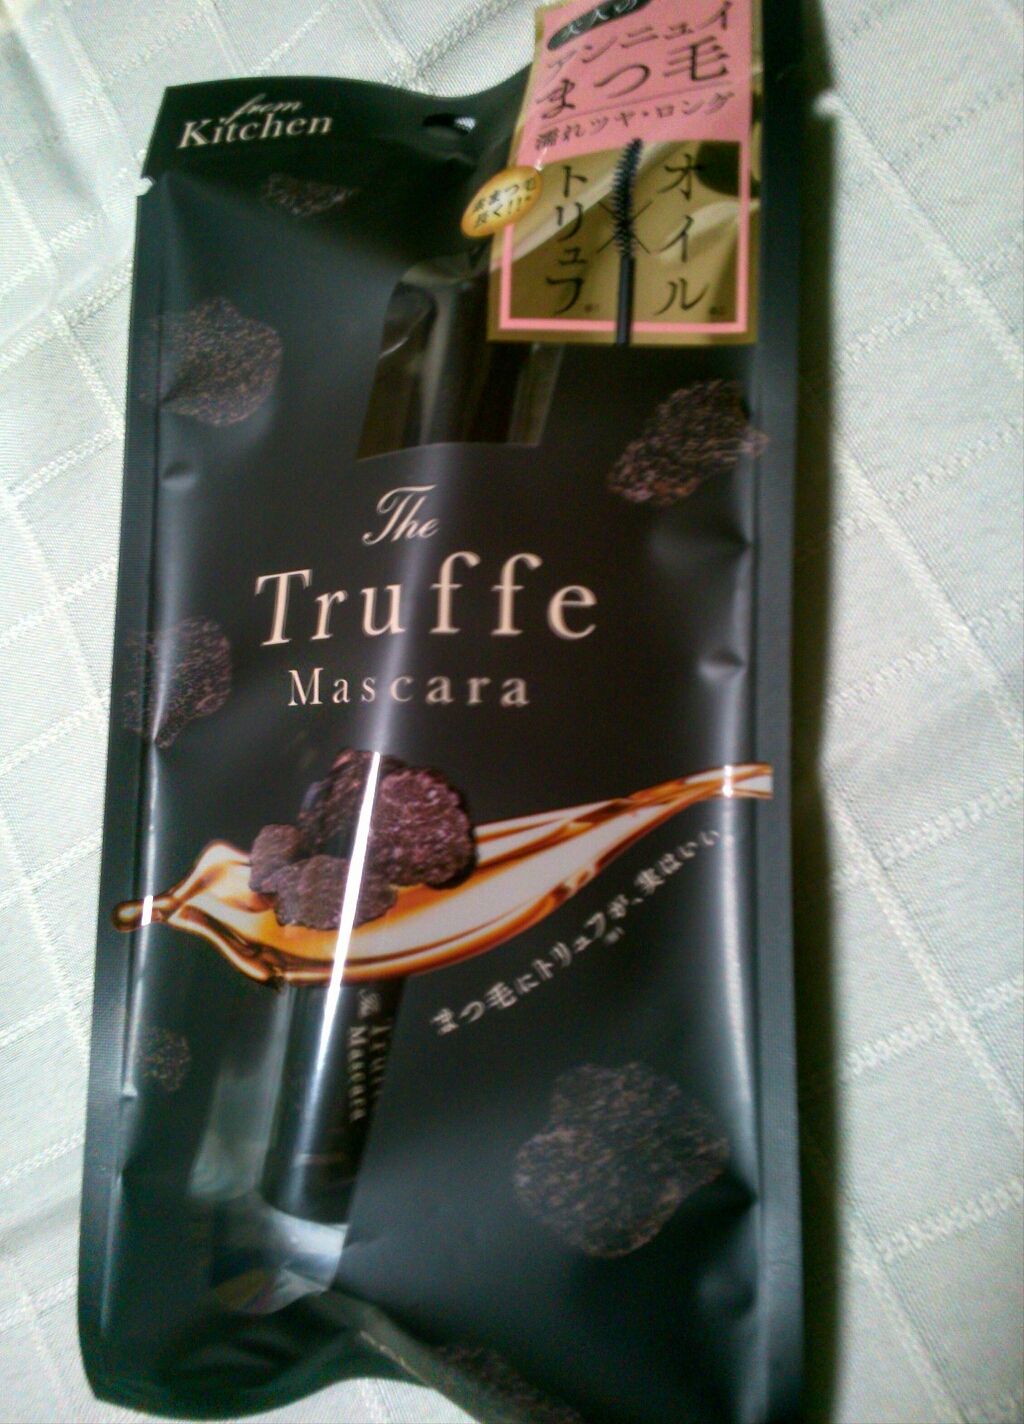 from
Kitchen
大人の
アンニュイ
まつ毛
濡れツヤ・ロング
オイル
×
トリュフ
The
Truffe
Mascara
まつ毛にトリュフが、実はいい。
Mascara